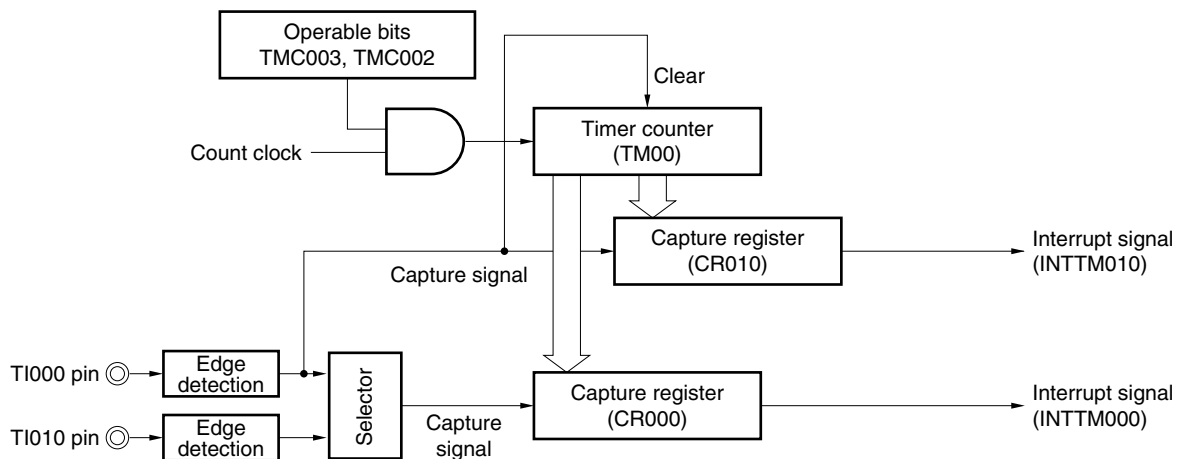 Operable bits
TMC003, TMC002
Clear
Timer counter
(TM00)
Count clock
Capture register
(CR010)
Interrupt signal
(INTTM010)
Capture signal
TI000 pin
Edge
detection
Selector
Capture register
(CR000)
Interrupt signal
(INTTM000)
TI010 pin
Edge
detection
Capture
signal